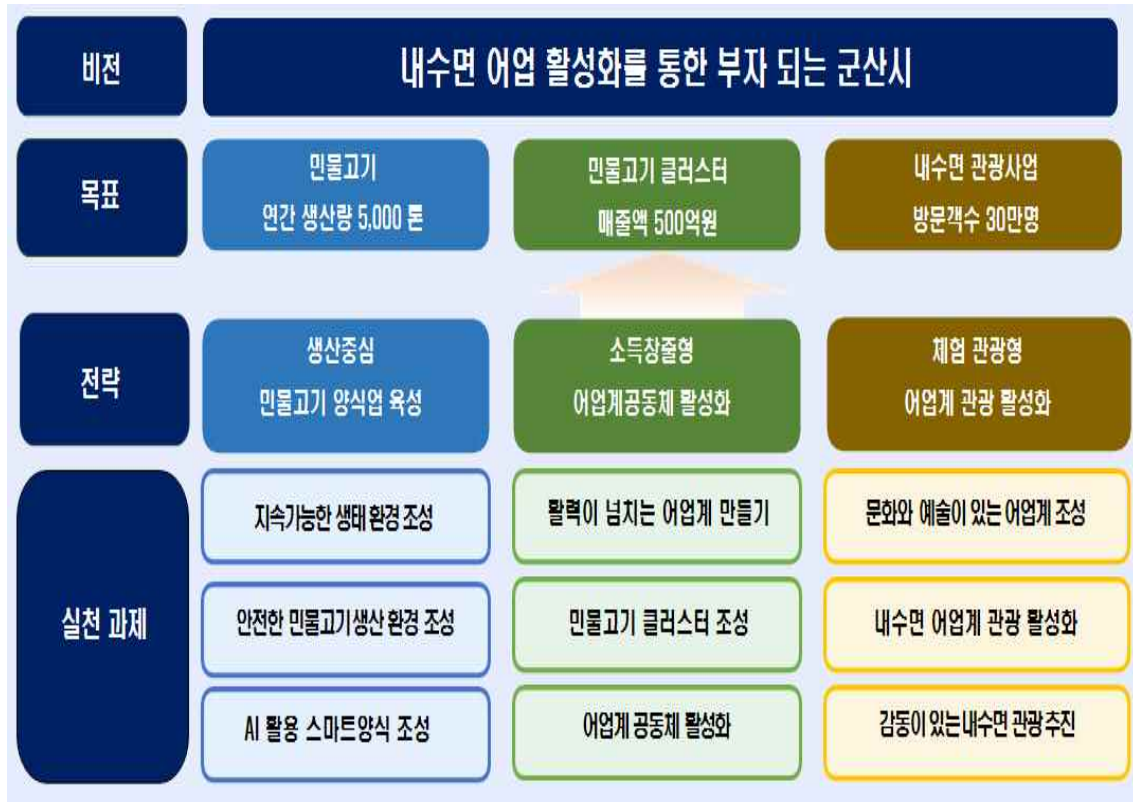 비전
내수면 어업 활성화를 통한 부자 되는 군산시
목표
민물고기
연간 생산량 5,000 톤
민물고기 클러스터
매출액 500억원
내수면 관광사업
방문객수 30만명
전략
생산중심
민물고기 양식업 육성
소득창출형
어업계공동체 활성화
체험 관광형
어업계 관광 활성화
실천 과제
지속가능한 생태 환경 조성
활력이 넘치는 어업계 만들기
문화와 예술이 있는 어업계 조성
안전한 민물고기 생산 환경 조성
민물고기 클러스터 조성
내수면 어업계 관광 활성화
AI 활용 스마트양식 조성
어업계 공동체 활성화
감동이 있는 내수면 관광 추진